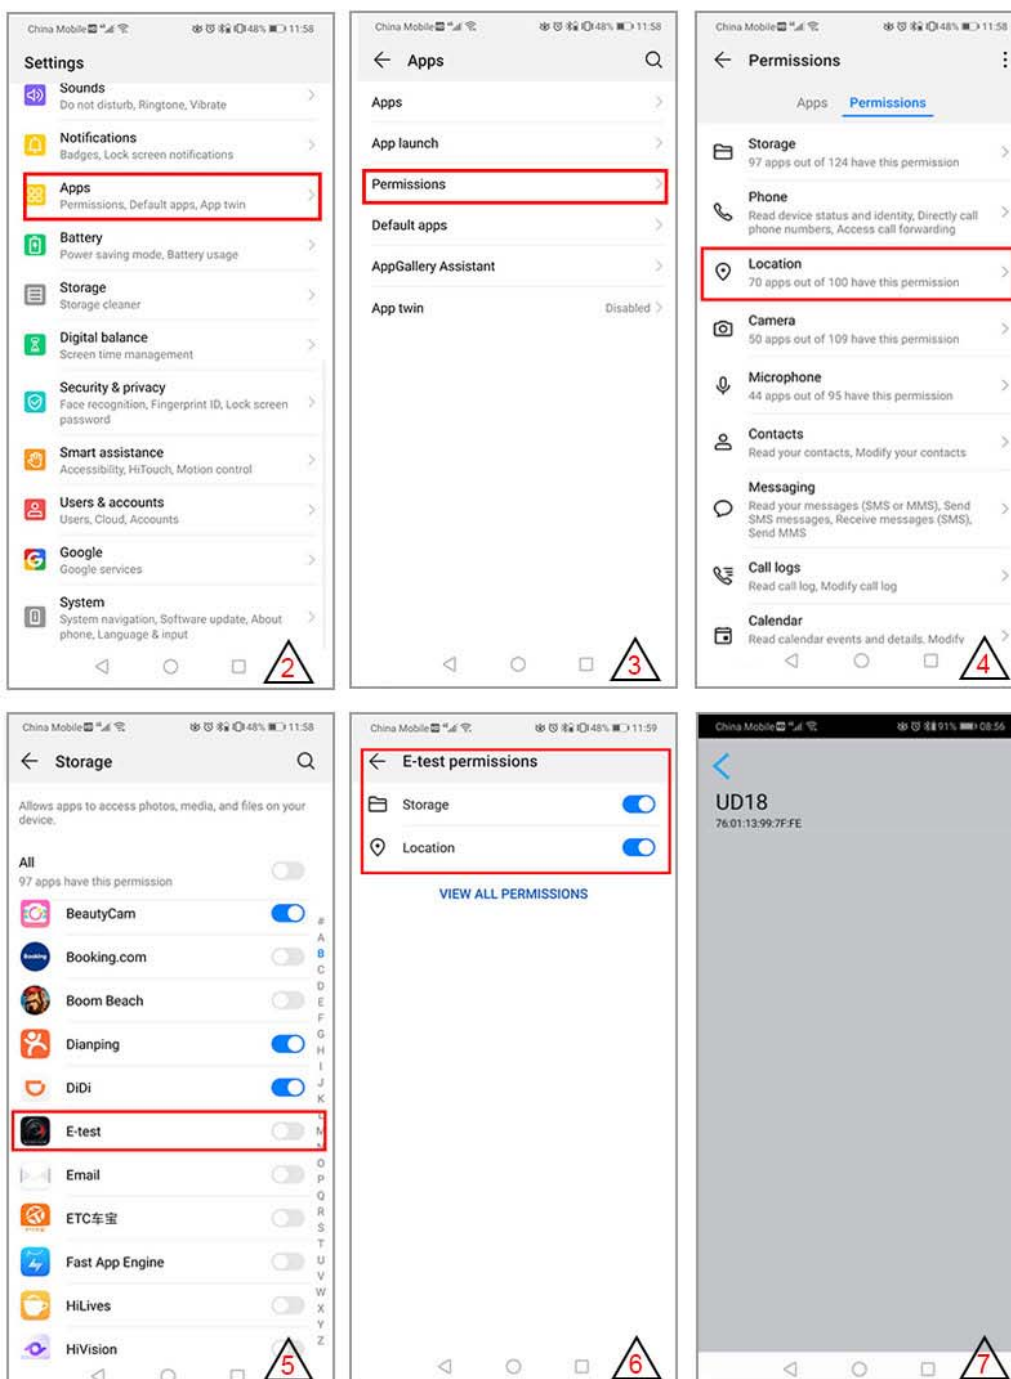 China Mobile 48% 11:58
Settings
Sounds
Do not disturb, Ringtone, Vibrate
Notifications
Badges, Lock screen notifications
Apps
Permissions, Default apps, App twin
Battery
Power saving mode, Battery usage
Storage
Storage cleaner
Digital balance
Screen time management
Security & privacy
Face recognition, Fingerprint ID, Lock screen
password
Smart assistance
Accessibility, HiTouch, Motion control
Users & accounts
Users, Cloud, Accounts
Google
Google services
System
System navigation, Software update, About
phone, Language & input
2
China Mobile 48% 11:58
Apps
Apps
App launch
Permissions
Default apps
AppGallery Assistant
App twin Disabled
3
China Mobile 48% 11:58
Permissions
Apps Permissions
Storage
97 apps out of 124 have this permission
Phone
Read device status and identity, Directly call
phone numbers, Access call forwarding
Location
70 apps out of 100 have this permission
Camera
50 apps out of 109 have this permission
Microphone
44 apps out of 95 have this permission
Contacts
Read your contacts, Modify your contacts
Messaging
Read your messages (SMS or MMS), Send
SMS messages, Receive messages (SMS),
Send MMS
Call logs
Read call log, Modify call log
Calendar
Read calendar events and details, Modify
4
China Mobile 48% 11:58
Storage
Allows apps to access photos, media, and files on your
device.
All
97 apps have this permission
BeautyCam
Booking.com
Boom Beach
Dianping
DiDi
E-test
Email
ETC车宝
Fast App Engine
HiLives
HiVision
#
A
B
C
D
E
F
G
H
I
J
K
L
M
N
O
P
Q
R
S
T
U
V
W
X
Y
Z
5
China Mobile 48% 11:59
E-test permissions
Storage
Location
VIEW ALL PERMISSIONS
6
China Mobile 91% 08:56
UD18
76:01:13:99:7F:FE
7